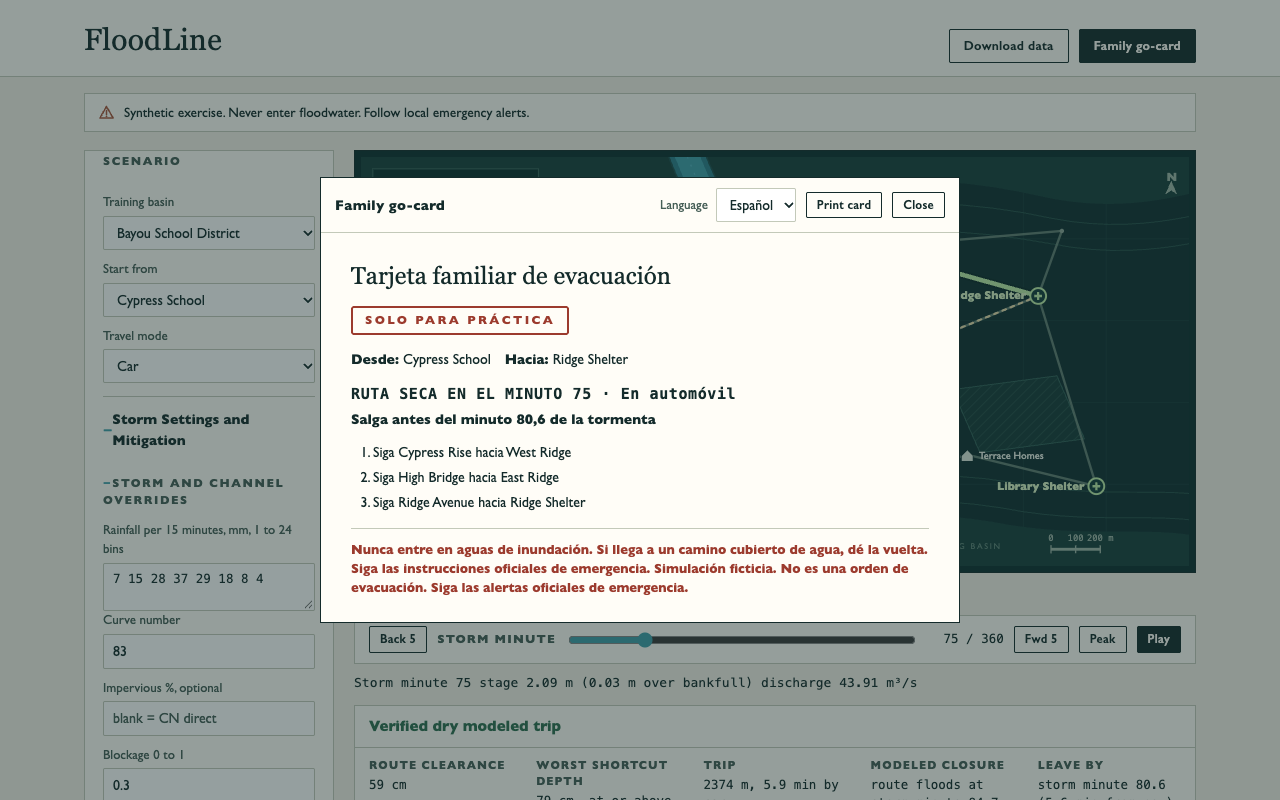 FloodLine
Download data
Family go-card
Synthetic exercise. Never enter floodwater. Follow local emergency alerts.
SCENARIO
Training basin
Bayou School District
Start from
Cypress School
Travel mode
Car
Storm Settings and
Mitigation
–STORM AND CHANNEL
OVERRIDES
Rainfall per 15 minutes, mm, 1 to 24
bins
7 15 28 37 29 18 8 4
Curve number
83
Impervious %, optional
blank = CN direct
Blockage 0 to 1
0.3
Family go-card
Language
Español
Print card
Close
Tarjeta familiar de evacuación
SOLO PARA PRÁCTICA
Desde: Cypress School Hacia: Ridge Shelter
RUTA SECA EN EL MINUTO 75 · En automóvil
Salga antes del minuto 80,6 de la tormenta
1. Siga Cypress Rise hacia West Ridge
2. Siga High Bridge hacia East Ridge
3. Siga Ridge Avenue hacia Ridge Shelter
Nunca entre en aguas de inundación. Si llega a un camino cubierto de agua, dé la vuelta.
Siga las instrucciones oficiales de emergencia. Simulación ficticia. No es una orden de
evacuación. Siga las alertas oficiales de emergencia.
N
dge Shelter
Terrace Homes
Library Shelter
G BASIN
0 100 200 m
Back 5
STORM MINUTE
75 / 360
Fwd 5
Peak
Play
Storm minute 75 stage 2.09 m (0.03 m over bankfull) discharge 43.91 m³/s
Verified dry modeled trip
ROUTE CLEARANCE
59 cm
WORST SHORTCUT
DEPTH
TRIP
2374 m, 5.9 min by
MODELED CLOSURE
route floods at
LEAVE BY
storm minute 80.6